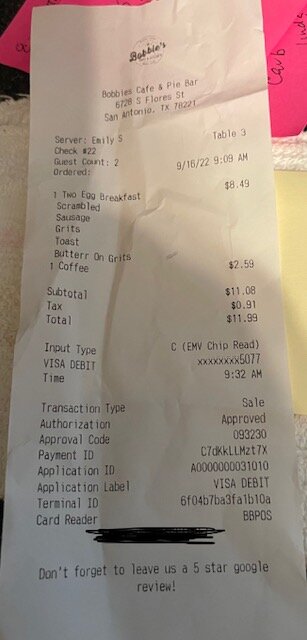 Bobbie's
Bobbies Cafe & Pie Bar
6728 S Flores St
San Antonio, TX 78221
Server: Emily S
Check #22 Table 3
Guest Count: 2
Ordered: 9/16/22 9:09 AM
1 Two Egg Breakfast $8.49
Scrambled
Sausage
Grits
Toast
Butterr On Grits
1 Coffee $2.59
Subtotal $11.08
Tax $0.91
Total $11.99
Input Type C (EMV Chip Read)
VISA DEBIT xxxxxxxx5077
Time 9:32 AM
Transaction Type Sale
Authorization Approved
Approval Code 093230
Payment ID C7dKkLLMzt7X
Application ID A0000000031010
Application Label VISA DEBIT
Terminal ID 6f04b7ba3fa1b10a
Card Reader BBPOS
Don't forget to leave us a 5 star google
review!
Carb